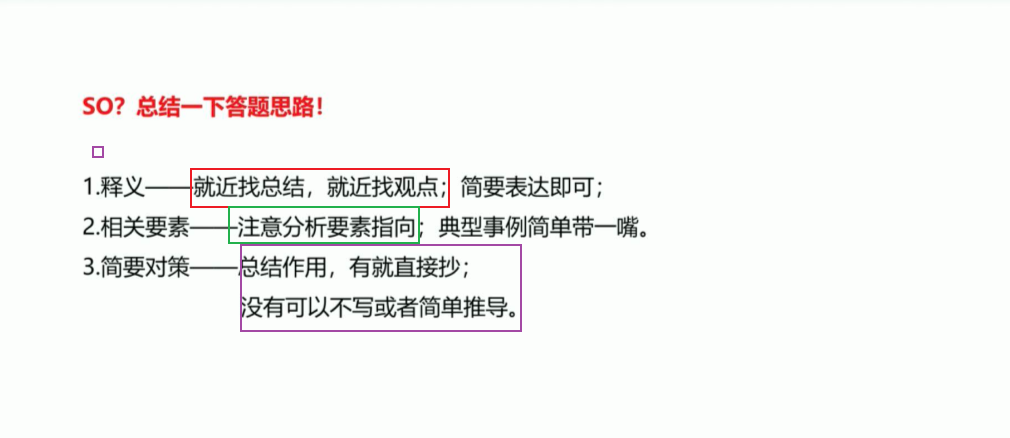 SO？总结一下答题思路！
1.释义——就近找总结，就近找观点；简要表达即可；
2.相关要素——注意分析要素指向；典型事例简单带一嘴。
3.简要对策——总结作用，有就直接抄；
没有可以不写或者简单推导。